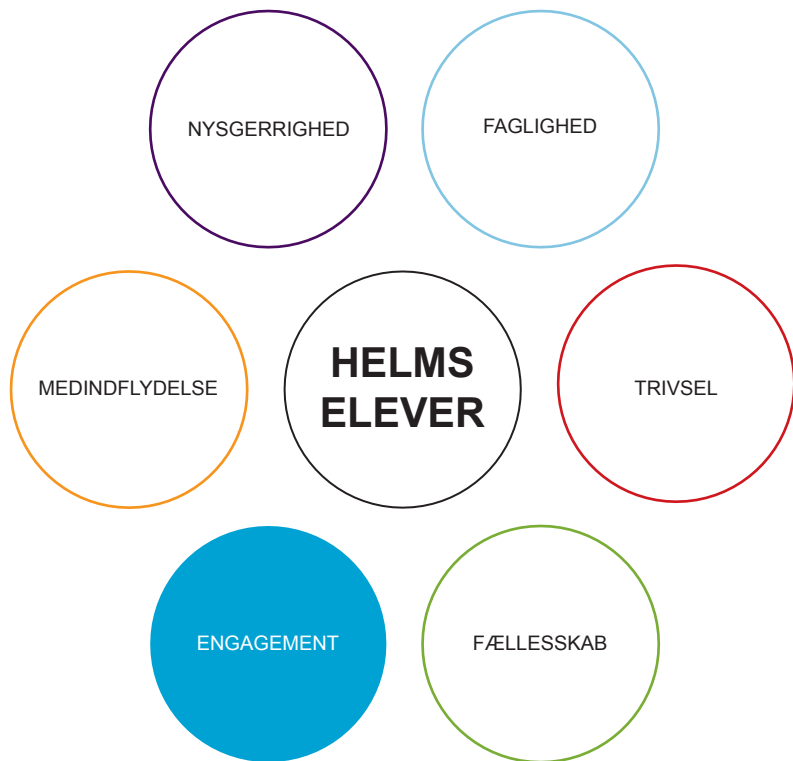 NYSGERRIGHED
FAGLIGHED
MEDINDFLYDELSE
HELMS
ELEVER
TRIVSEL
ENGAGEMENT
FÆLLESSKAB